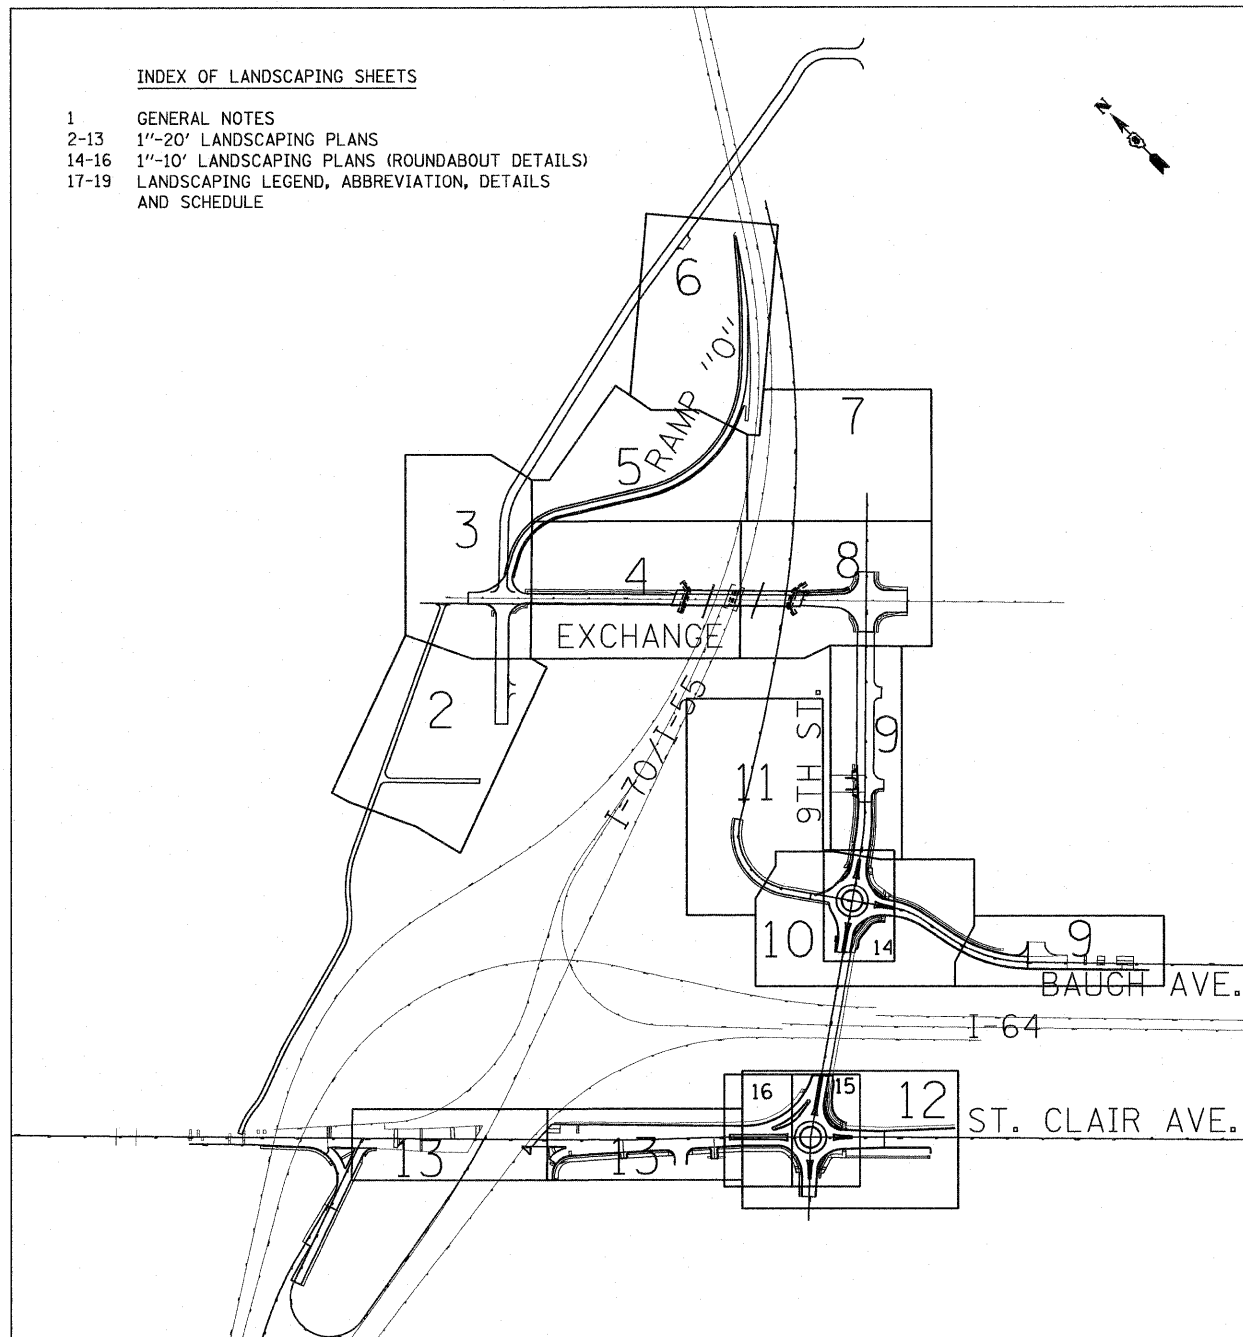 INDEX OF LANDSCAPING SHEETS
1 GENERAL NOTES
2-13 1"-20' LANDSCAPING PLANS
14-16 1"-10' LANDSCAPING PLANS (ROUNDABOUT DETAILS)
17-19 LANDSCAPING LEGEND, ABBREVIATION, DETAILS
AND SCHEDULE
N
6
RAMP "O"
7
5
3
4
8
EXCHANGE
2
I-70/I-55
9TH ST.
9
11
10
14
9
BAUGH AVE.
I-64
16
15
12
ST. CLAIR AVE.
13
13